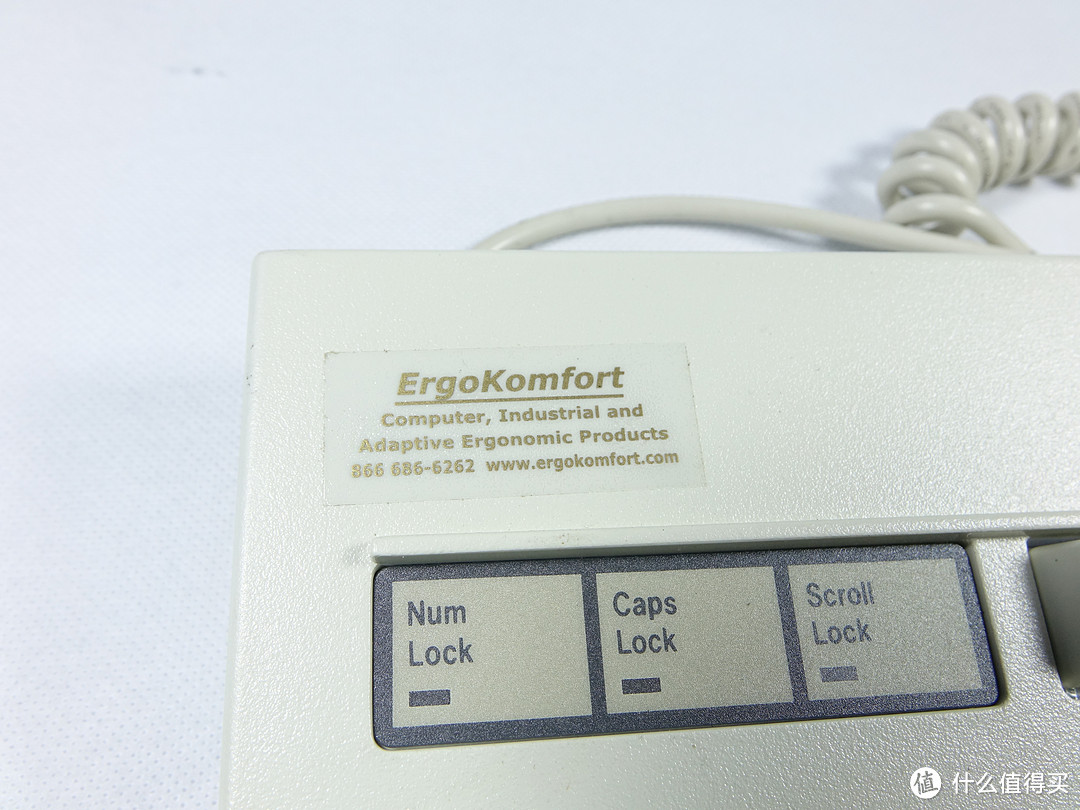 ErgoKomfort
Computer, Industrial and
Adaptive Ergonomic Products
866 686-6262 www.ergokomfort.com
Num
Lock
Caps
Lock
Scroll
Lock
值 什么值得买